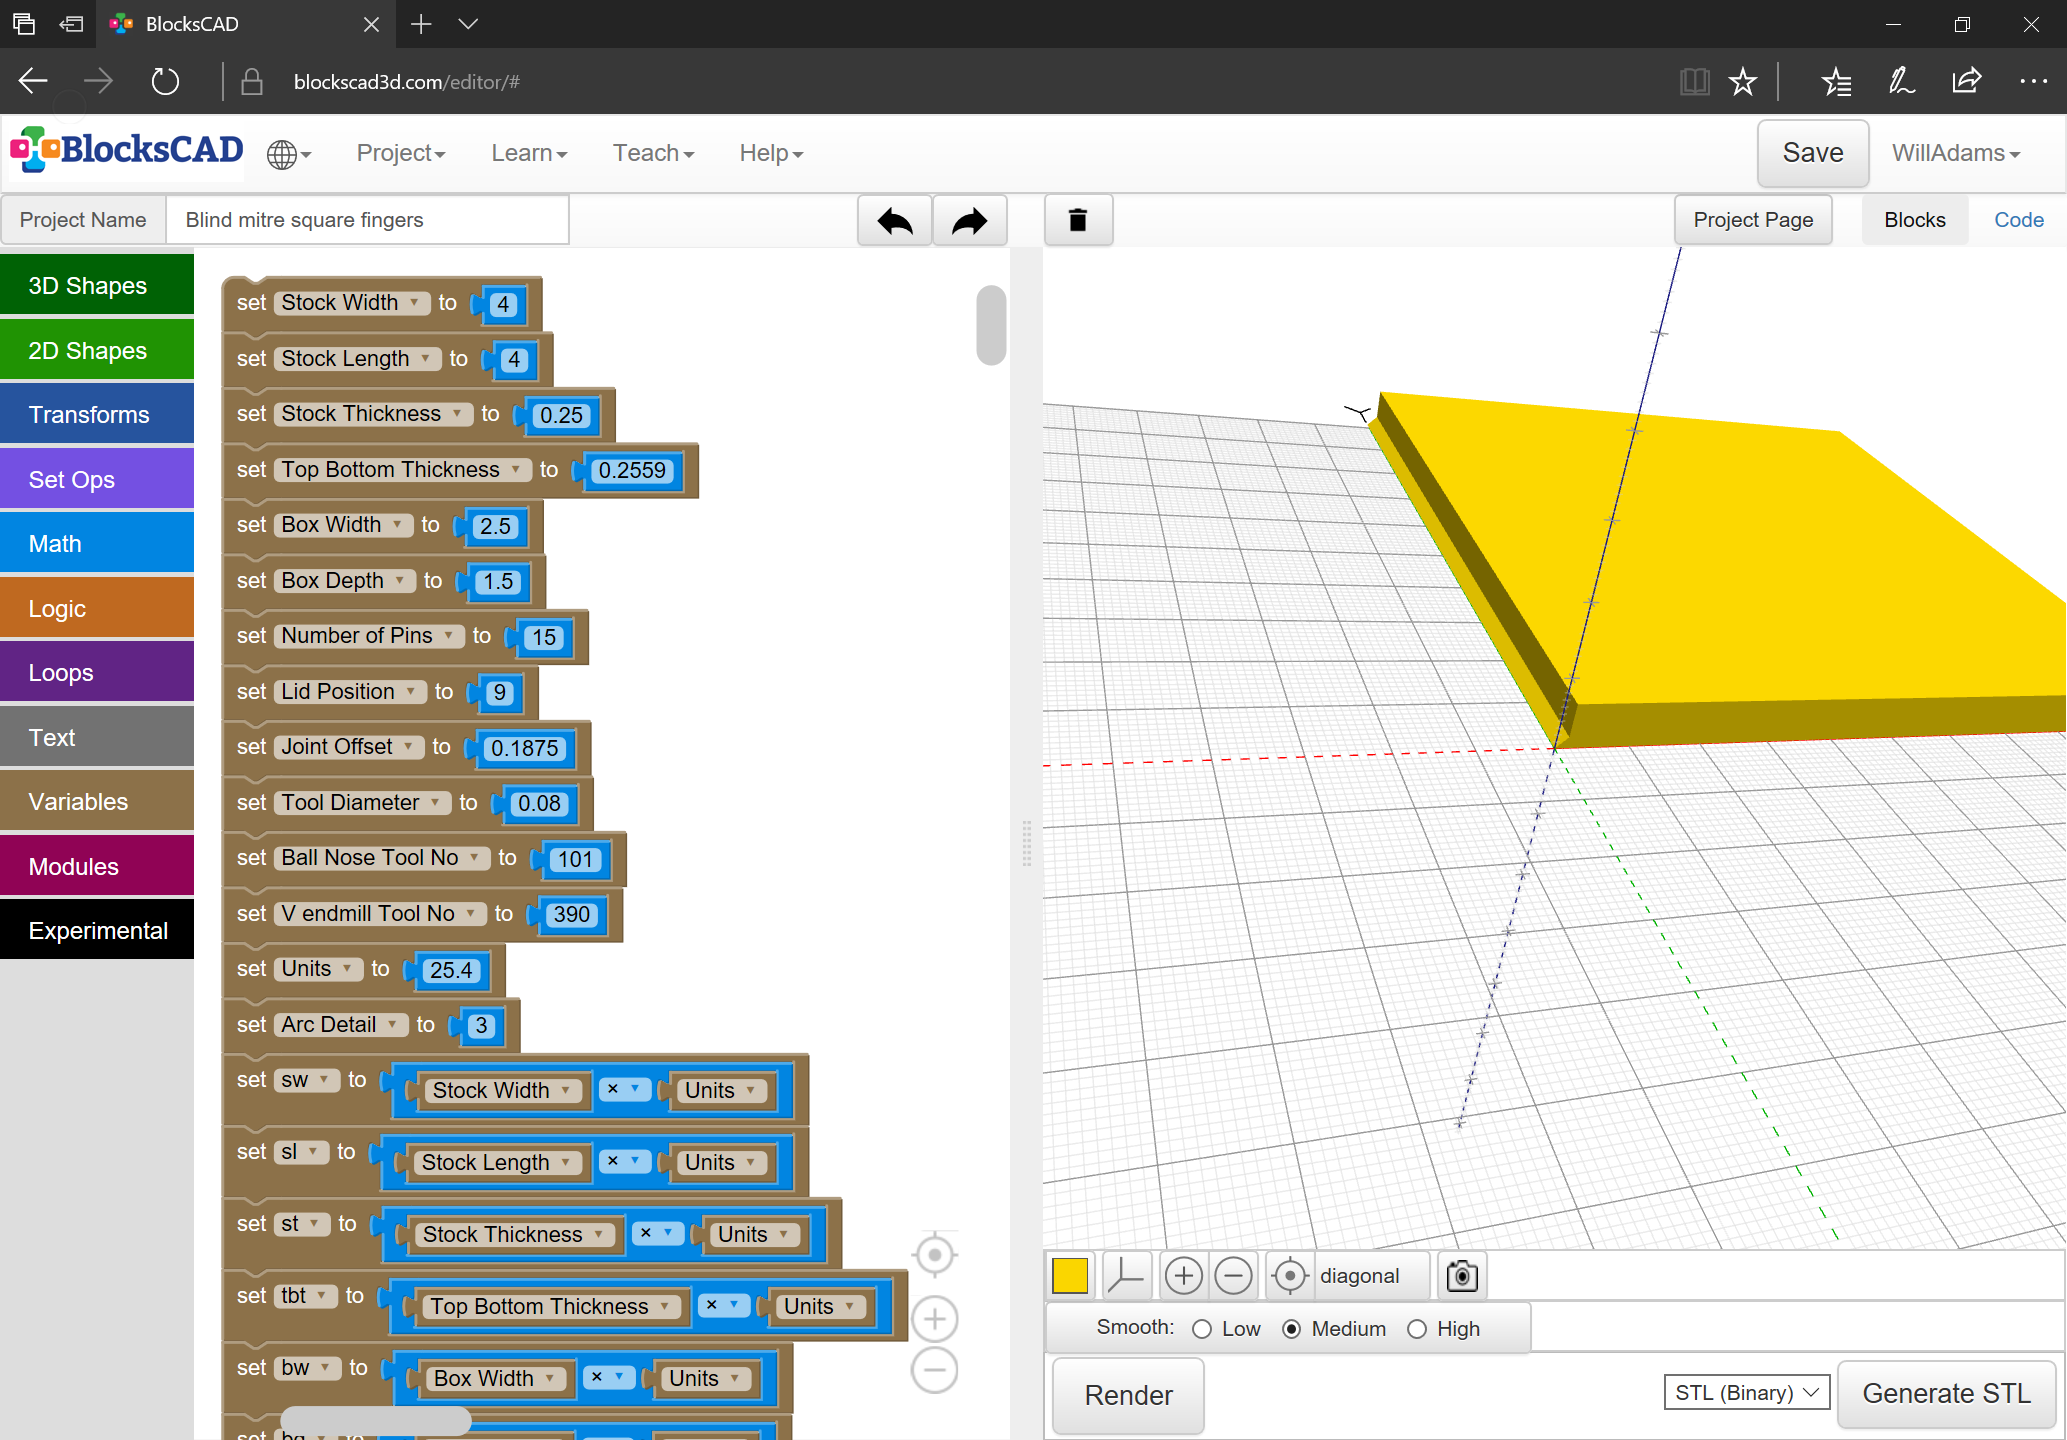 BlocksCAD
blockscad3d.com/editor/#
BlocksCAD Project Learn Teach Help Save WillAdams
Project Name Blind mitre square fingers Project Page Blocks Code
3D Shapes
2D Shapes
Transforms
Set Ops
Math
Logic
Loops
Text
Variables
Modules
Experimental
set Stock Width to 4
set Stock Length to 4
set Stock Thickness to 0.25
set Top Bottom Thickness to 0.2559
set Box Width to 2.5
set Box Depth to 1.5
set Number of Pins to 15
set Lid Position to 9
set Joint Offset to 0.1875
set Tool Diameter to 0.08
set Ball Nose Tool No to 101
set V endmill Tool No to 390
set Units to 25.4
set Arc Detail to 3
set sw to Stock Width × Units
set sl to Stock Length × Units
set st to Stock Thickness × Units
set tbt to Top Bottom Thickness × Units
set bw to Box Width × Units
Y
diagonal
Smooth: Low Medium High
Render STL (Binary) Generate STL